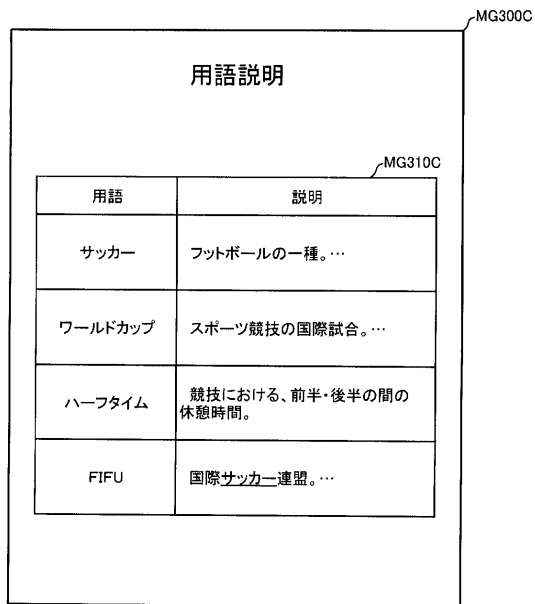 MG300C
用語説明
MG310C
用語 説明
サッカー フットボールの一種。…
ワールドカップ スポーツ競技の国際試合。…
ハーフタイム 競技における、前半・後半の間の
休憩時間。
FIFU 国際サッカー連盟。…